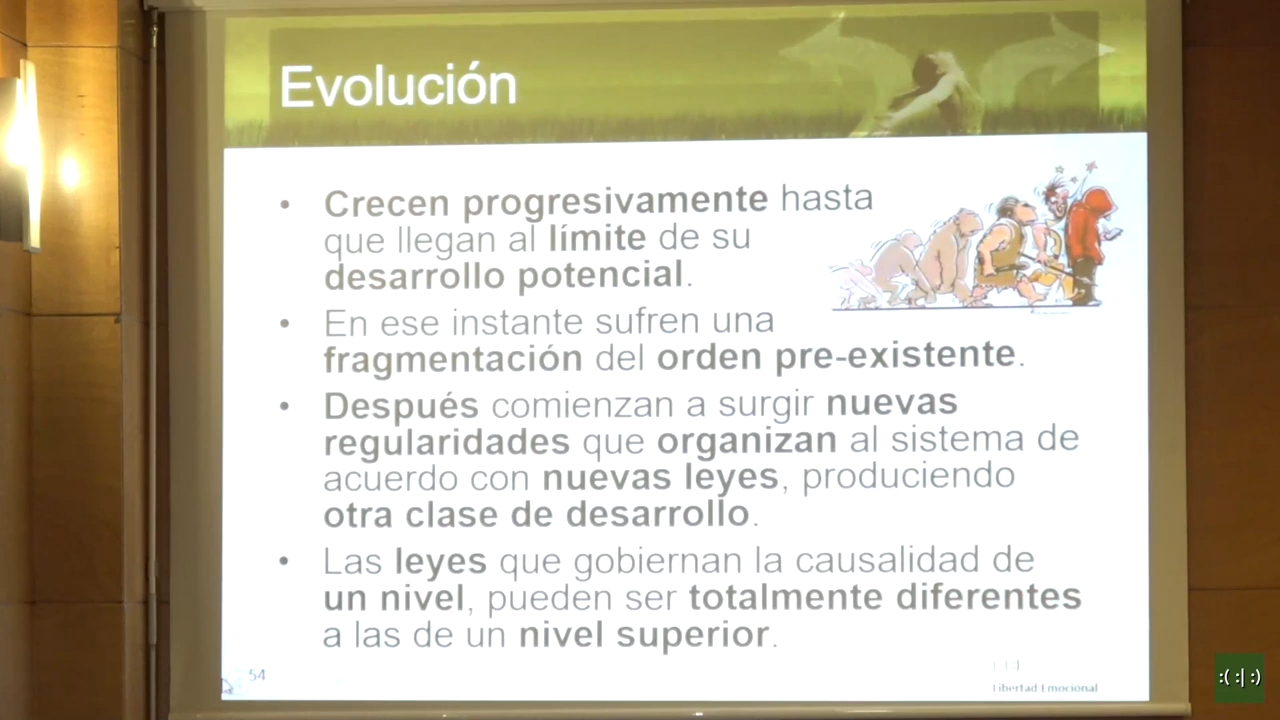 Evolución
• Crecen progresivamente hasta
que llegan al límite de su
desarrollo potencial.
• En ese instante sufren una
fragmentación del orden pre-existente.
• Después comienzan a surgir nuevas
regularidades que organizan al sistema de
acuerdo con nuevas leyes, produciendo
otra clase de desarrollo.
• Las leyes que gobiernan la causalidad de
un nivel, pueden ser totalmente diferentes
a las de un nivel superior.
54
Libertad Emocional
:( :| :)